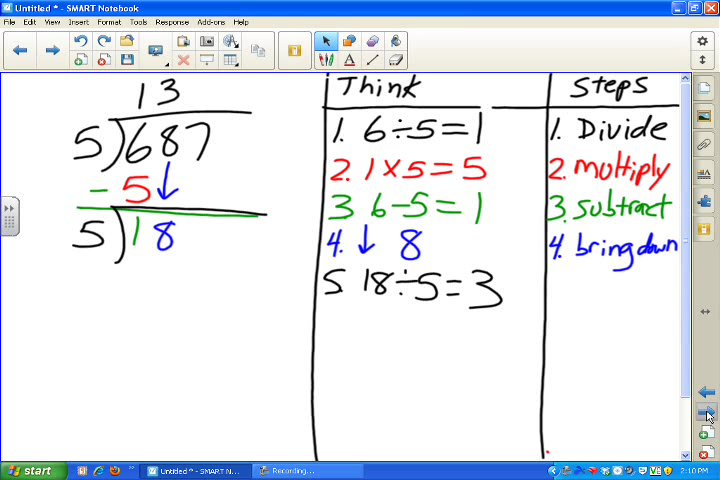 Untitled * - SMART Notebook
File Edit View Insert Format Tools Response Add-ons Help
13
5)687
- 5↓
5)18
Think
1. 6÷5=1
2. 1×5=5
3 6-5=1
4. ↓ 8
5. 18÷5=3
Steps
1. Divide
2. multiply
3. subtract
4. bring down
start
Untitled * - SMART N...
Recording...
2:10 PM